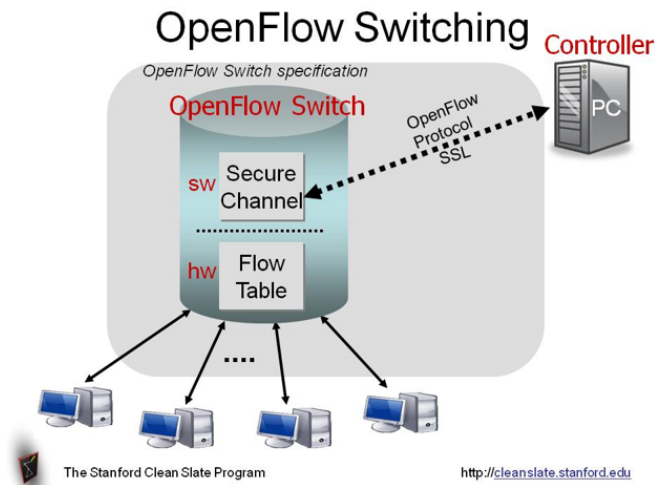 OpenFlow Switching
Controller
OpenFlow Switch specification
OpenFlow Switch
PC
OpenFlow
Protocol
SSL
sw
Secure
Channel
hw
Flow
Table
....
The Stanford Clean Slate Program
http://cleanslate.stanford.edu